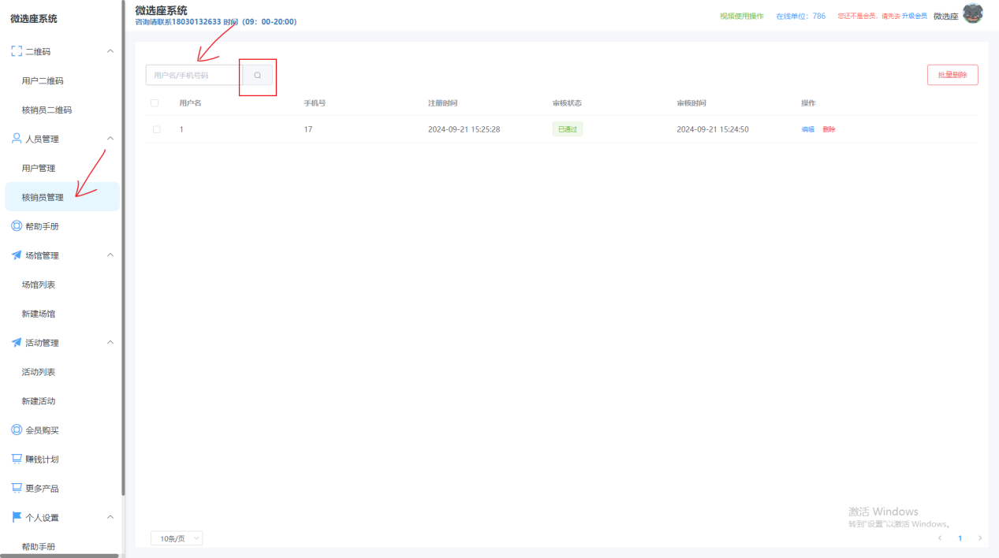 微选座系统
二维码
用户二维码
核销员二维码
人员管理
用户管理
核销员管理
帮助手册
场馆管理
场馆列表
新建场馆
活动管理
活动列表
新建活动
会员购买
赚钱计划
更多产品
个人设置
帮助手册
微选座系统
咨询请联系18030132633 时间（09：00-20:00）
视频使用操作 在线单位：786 您还不是会员，请先去 升级会员 微选座
用户名/手机号码
批量删除
用户名 手机号 注册时间 审核状态 审核时间 操作
1 17 2024-09-21 15:25:28 已通过 2024-09-21 15:24:50 编辑 删除
激活 Windows
转到"设置"以激活 Windows。
10条/页
1